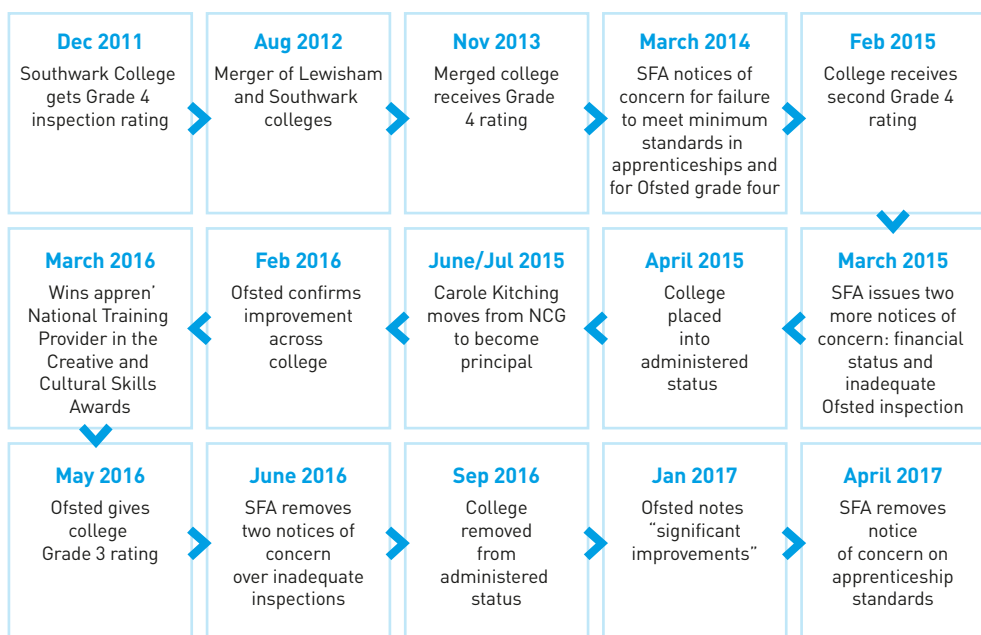 Dec 2011
Southwark College
gets Grade 4
inspection rating
Aug 2012
Merger of Lewisham
and Southwark
colleges
Nov 2013
Merged college
receives Grade
4 rating
March 2014
SFA notices of
concern for failure
to meet minimum
standards in
apprenticeships and
for Ofsted grade four
Feb 2015
College receives
second Grade 4
rating
March 2015
SFA issues two
more notices of
concern: financial
status and
inadequate
Ofsted inspection
April 2015
College
placed
into
administered
status
June/Jul 2015
Carole Kitching
moves from NCG
to become
principal
Feb 2016
Ofsted confirms
improvement
across
college
March 2016
Wins appren’
National Training
Provider in the
Creative and
Cultural Skills
Awards
May 2016
Ofsted gives
college
Grade 3 rating
June 2016
SFA removes
two notices of
concern
over inadequate
inspections
Sep 2016
College
removed
from
administered
status
Jan 2017
Ofsted notes
“significant
improvements”
April 2017
SFA removes
notice
of concern on
apprenticeship
standards